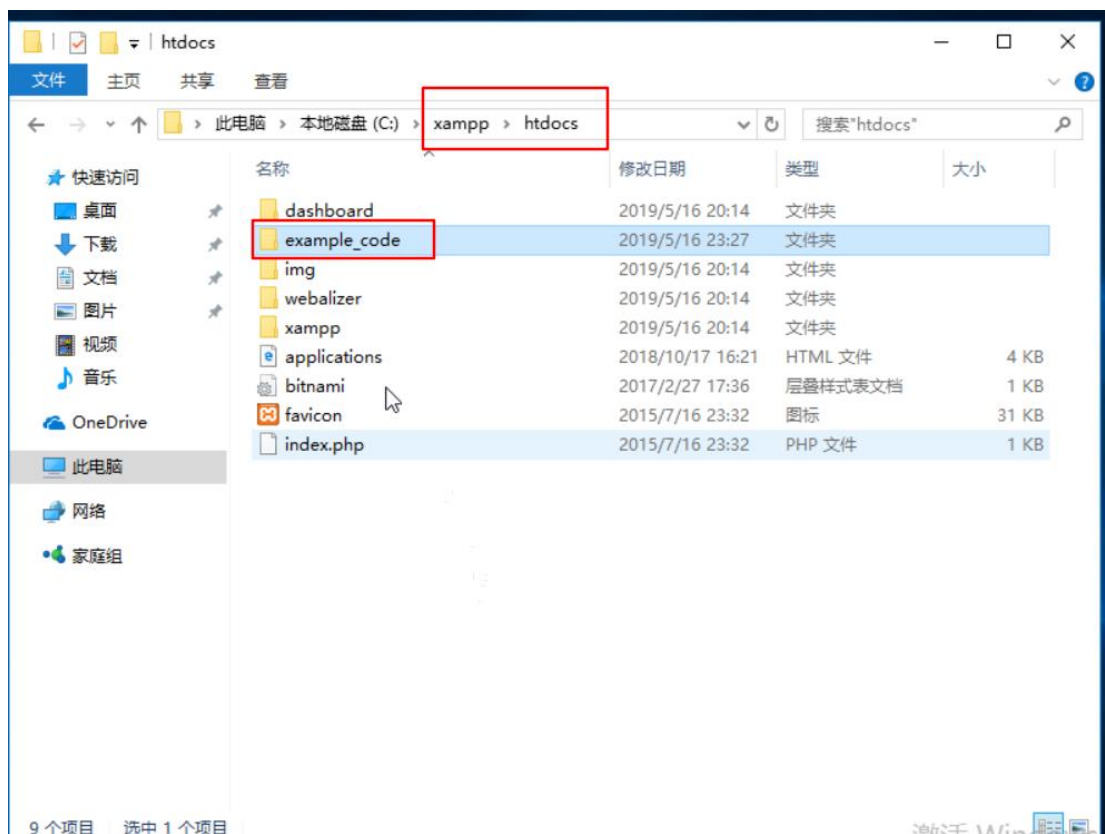 htdocs
文件 主页 共享 查看
此电脑 本地磁盘 (C:) xampp htdocs 搜索"htdocs"
快速访问
桌面
下载
文档
图片
视频
音乐
OneDrive
此电脑
网络
家庭组
名称 修改日期 类型 大小
dashboard 2019/5/16 20:14 文件夹
example_code 2019/5/16 23:27 文件夹
img 2019/5/16 20:14 文件夹
webalizer 2019/5/16 20:14 文件夹
xampp 2019/5/16 20:14 文件夹
applications 2018/10/17 16:21 HTML 文件 4 KB
bitnami 2017/2/27 17:36 层叠样式表文档 1 KB
favicon 2015/7/16 23:32 图标 31 KB
index.php 2015/7/16 23:32 PHP 文件 1 KB
9 个项目 选中 1 个项目
激活